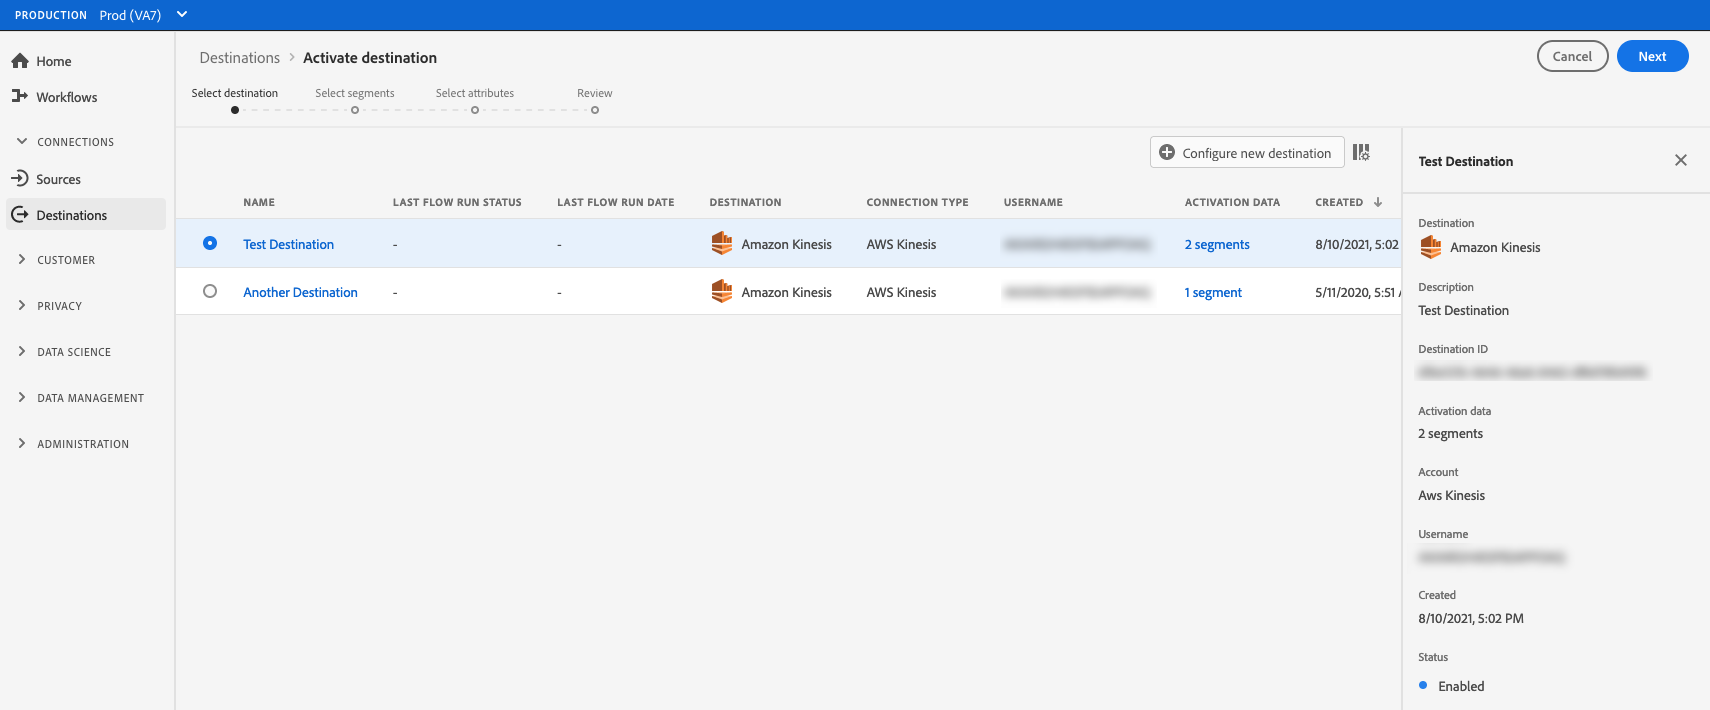 PRODUCTION Prod (VA7)
Home
Workflows
CONNECTIONS
Sources
Destinations
CUSTOMER
PRIVACY
DATA SCIENCE
DATA MANAGEMENT
ADMINISTRATION
Destinations > Activate destination
Cancel
Next
Select destination
Select segments
Select attributes
Review
Configure new destination
NAME LAST FLOW RUN STATUS LAST FLOW RUN DATE DESTINATION CONNECTION TYPE USERNAME ACTIVATION DATA CREATED
Test Destination - - Amazon Kinesis AWS Kinesis 2 segments 8/10/2021, 5:02
Another Destination - - Amazon Kinesis AWS Kinesis 1 segment 5/11/2020, 5:51
Test Destination
Destination
Amazon Kinesis
Description
Test Destination
Destination ID
Activation data
2 segments
Account
Aws Kinesis
Username
Created
8/10/2021, 5:02 PM
Status
Enabled